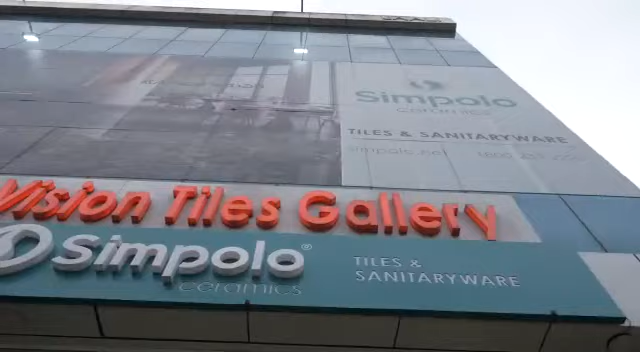 Simpolo
ceramics
TILES & SANITARYWARE
simpolo.net
Vision Tiles Gallery
Simpolo®
ceramics
TILES &
SANITARYWARE